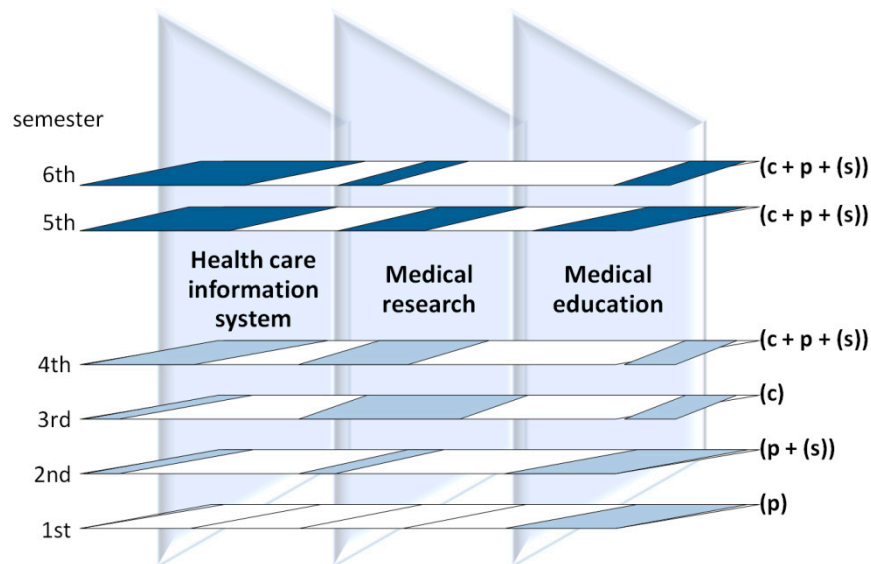 semester
6th
(c + p + (s))
5th
(c + p + (s))
Health care
information
system
Medical
research
Medical
education
4th
(c + p + (s))
3rd
(c)
2nd
(p + (s))
1st
(p)